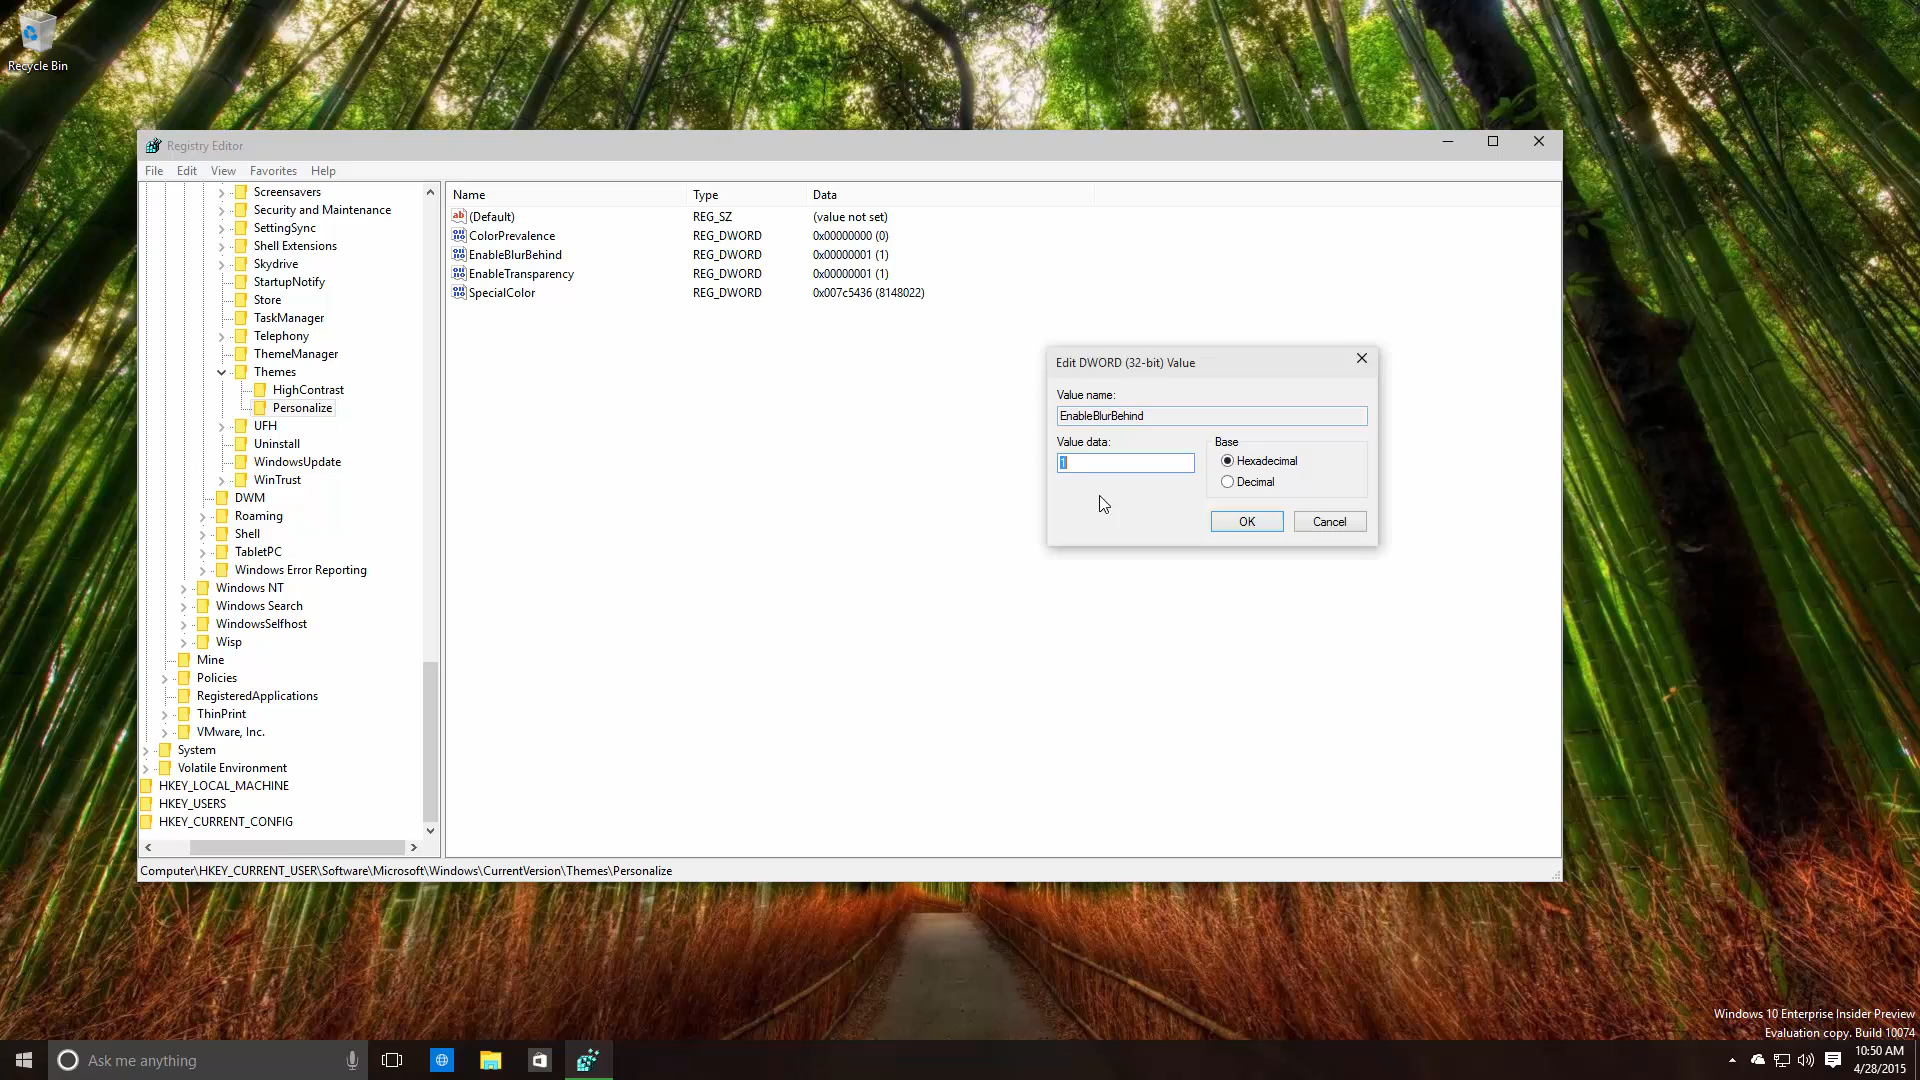 Recycle Bin
Registry Editor
File Edit View Favorites Help
Screensavers
Security and Maintenance
SettingSync
Shell Extensions
Skydrive
StartupNotify
Store
TaskManager
Telephony
ThemeManager
Themes
HighContrast
Personalize
UFH
Uninstall
WindowsUpdate
WinTrust
DWM
Roaming
Shell
TabletPC
Windows Error Reporting
Windows NT
Windows Search
WindowsSelfhost
Wisp
Mine
Policies
RegisteredApplications
ThinPrint
VMware, Inc.
System
Volatile Environment
HKEY_LOCAL_MACHINE
HKEY_USERS
HKEY_CURRENT_CONFIG
Name Type Data
(Default) REG_SZ (value not set)
ColorPrevalence REG_DWORD 0x00000000 (0)
EnableBlurBehind REG_DWORD 0x00000001 (1)
EnableTransparency REG_DWORD 0x00000001 (1)
SpecialColor REG_DWORD 0x007c5436 (8148022)
Edit DWORD (32-bit) Value
Value name:
EnableBlurBehind
Value data:
1
Base
Hexadecimal
Decimal
OK Cancel
Computer\HKEY_CURRENT_USER\Software\Microsoft\Windows\CurrentVersion\Themes\Personalize
Windows 10 Enterprise Insider Preview
Evaluation copy. Build 10074
Ask me anything
10:50 AM
4/28/2015